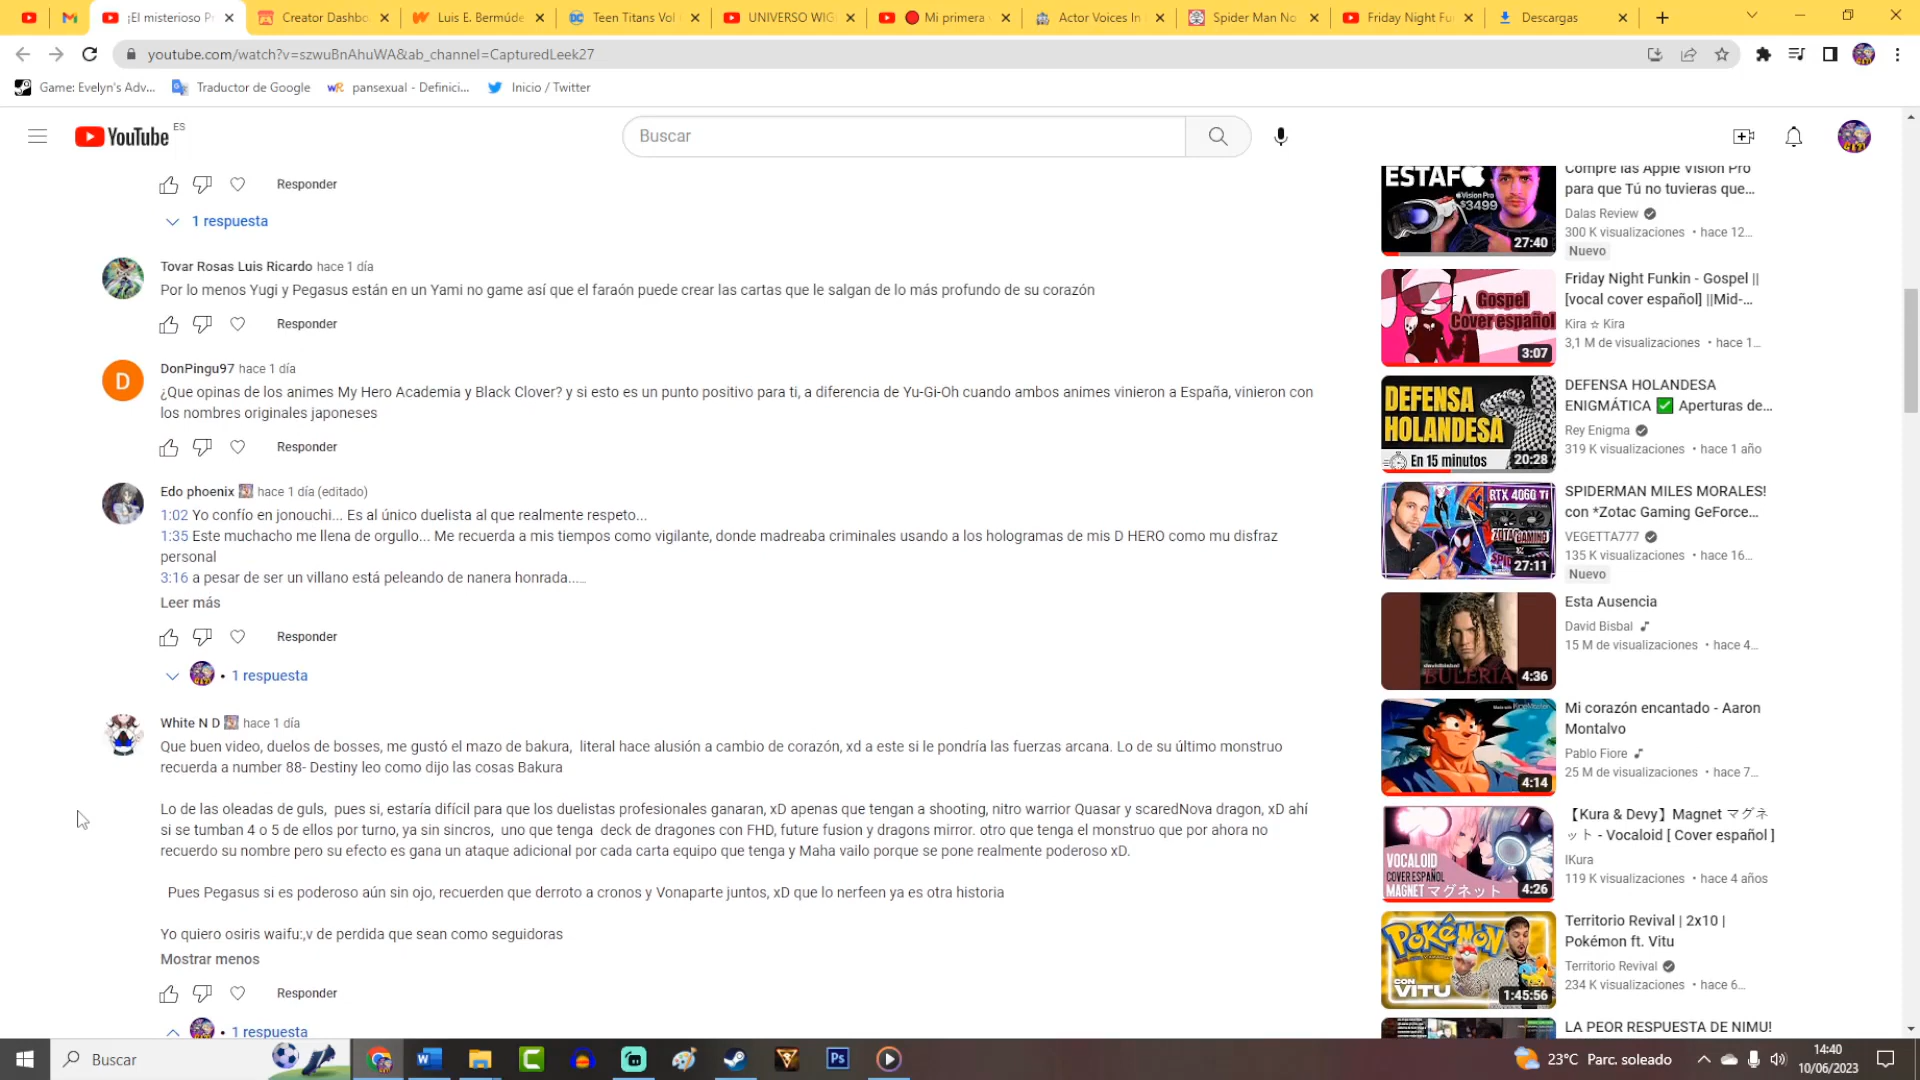 ¡El misterioso Pr
Creator Dashbo
Luis E. Bermúde
Teen Titans Vol
UNIVERSO WIG
Mi primera v
Actor Voices In
Spider Man No
Friday Night Fu
Descargas
youtube.com/watch?v=szwuBnAhuWA&ab_channel=CapturedLeek27
Game: Evelyn's Adv...
Traductor de Google
pansexual - Definici...
Inicio / Twitter
YouTube ES
Buscar
Responder
1 respuesta
Tovar Rosas Luis Ricardo hace 1 día
Por lo menos Yugi y Pegasus están en un Yami no game así que el faraón puede crear las cartas que le salgan de lo más profundo de su corazón
Responder
D
DonPingu97 hace 1 día
¿Que opinas de los animes My Hero Academia y Black Clover? y si esto es un punto positivo para ti, a diferencia de Yu-Gi-Oh cuando ambos animes vinieron a España, vinieron con
los nombres originales japoneses
Responder
Edo phoenix hace 1 día (editado)
1:02 Yo confío en jonouchi... Es al único duelista al que realmente respeto...
1:35 Este muchacho me llena de orgullo... Me recuerda a mis tiempos como vigilante, donde madreaba criminales usando a los hologramas de mis D HERO como mu disfraz
personal
3:16 a pesar de ser un villano está peleando de nanera honrada.....
Leer más
Responder
• 1 respuesta
White N D hace 1 día
Que buen video, duelos de bosses, me gustó el mazo de bakura, literal hace alusión a cambio de corazón, xd a este si le pondría las fuerzas arcana. Lo de su último monstruo
recuerda a number 88- Destiny leo como dijo las cosas Bakura
Lo de las oleadas de guls, pues si, estaría difícil para que los duelistas profesionales ganaran, xD apenas que tengan a shooting, nitro warrior Quasar y scaredNova dragon, xD ahí
si se tumban 4 o 5 de ellos por turno, ya sin sincros, uno que tenga deck de dragones con FHD, future fusion y dragons mirror. otro que tenga el monstruo que por ahora no
recuerdo su nombre pero su efecto es gana un ataque adicional por cada carta equipo que tenga y Maha vailo porque se pone realmente poderoso xD.
Pues Pegasus si es poderoso aún sin ojo, recuerden que derroto a cronos y Vonaparte juntos, xD que lo nerfeen ya es otra historia
Yo quiero osiris waifu:,v de perdida que sean como seguidoras
Mostrar menos
Responder
• 1 respuesta
ESTAF
Vision Pro
$3499
27:40
Compré las Apple Vision Pro
para que Tú no tuvieras que...
Dalas Review
300 K visualizaciones • hace 12...
Nuevo
Gospel
Cover español
3:07
Friday Night Funkin - Gospel ||
[vocal cover español] ||Mid-...
Kira ☆ Kira
3,1 M de visualizaciones • hace 1...
DEFENSA
HOLANDESA
En 15 minutos
20:28
DEFENSA HOLANDESA
ENIGMÁTICA ✅ Aperturas de...
Rey Enigma
319 K visualizaciones • hace 1 año
RTX 4060 Ti
ZOTAC GAMING
27:11
SPIDERMAN MILES MORALES!
con *Zotac Gaming GeForce...
VEGETTA777
135 K visualizaciones • hace 16...
Nuevo
BULERIA
4:36
Esta Ausencia
David Bisbal
15 M de visualizaciones • hace 4...
Made with KineMaster
4:14
Mi corazón encantado - Aaron
Montalvo
Pablo Fiore
25 M de visualizaciones • hace 7...
VOCALOID
COVER ESPAÑOL
MAGNET マグネット
4:26
【Kura & Devy】Magnet マグネ
ット - Vocaloid [ Cover español ]
IKura
119 K visualizaciones • hace 4 años
POKéMON
CON
VITU
1:45:56
Territorio Revival | 2x10 |
Pokémon ft. Vitu
Territorio Revival
234 K visualizaciones • hace 6...
LA PEOR RESPUESTA DE NIMU!
Buscar
Ps
23°C Parc. soleado
14:40
10/06/2023